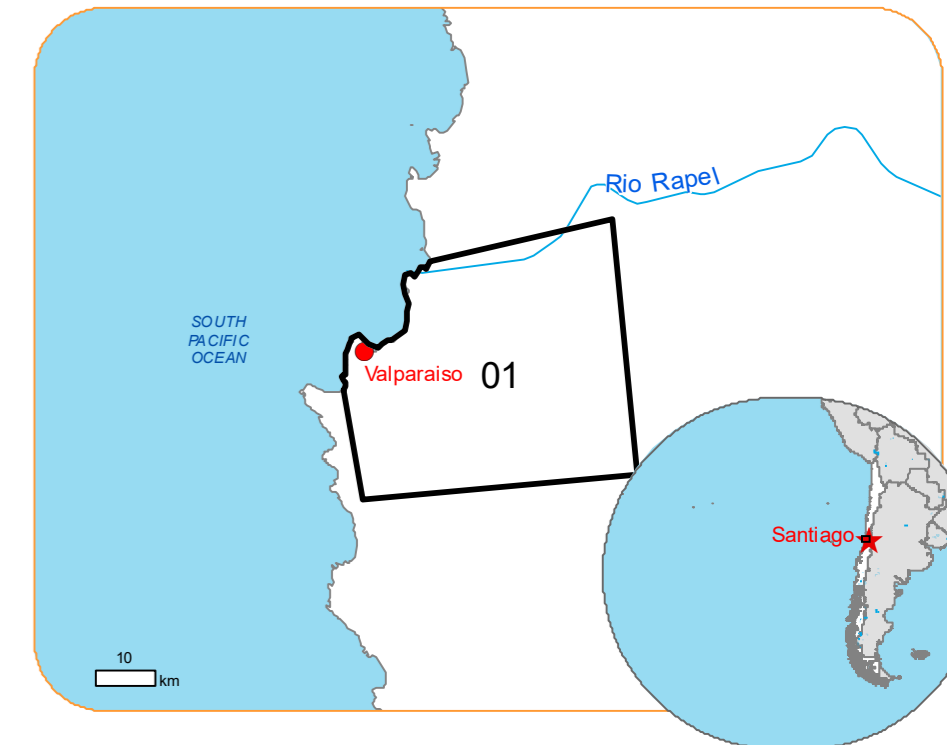 Rio Rapel
SOUTH
PACIFIC
OCEAN
Valparaiso
01
Santiago
10
km